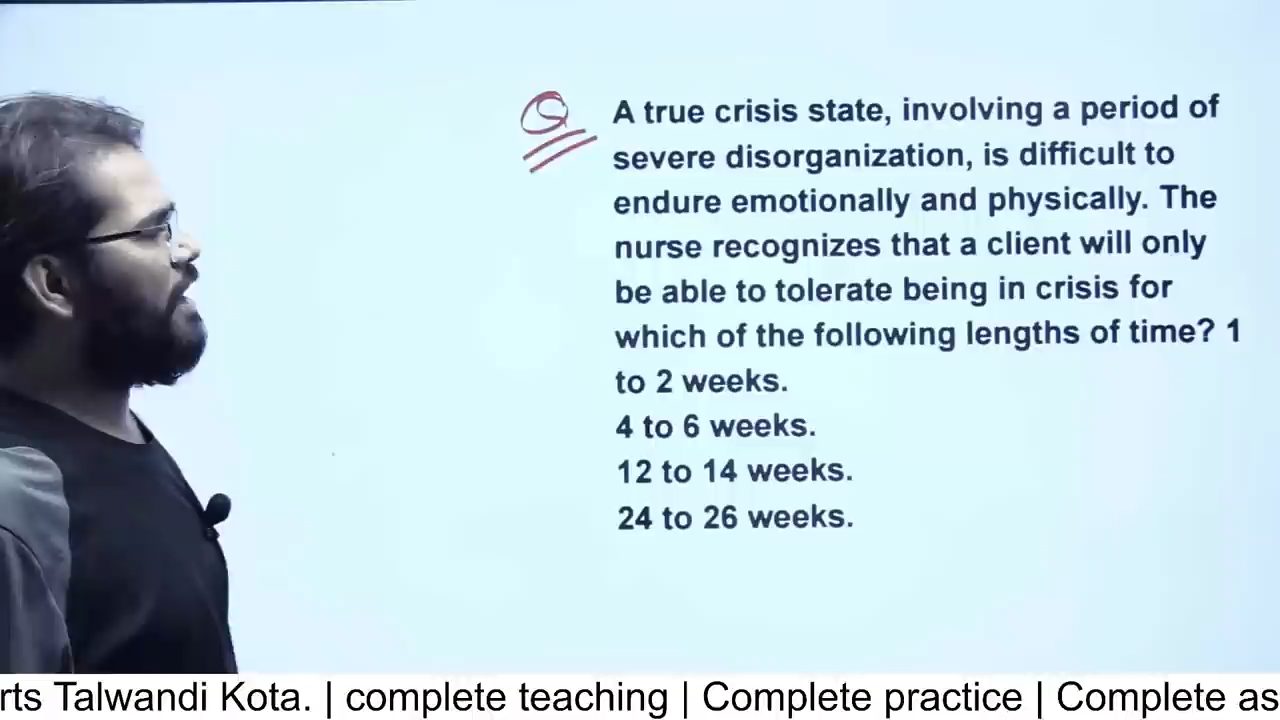 Q
A true crisis state, involving a period of
severe disorganization, is difficult to
endure emotionally and physically. The
nurse recognizes that a client will only
be able to tolerate being in crisis for
which of the following lengths of time? 1
to 2 weeks.
4 to 6 weeks.
12 to 14 weeks.
24 to 26 weeks.
rts Talwandi Kota. | complete teaching | Complete practice | Complete as